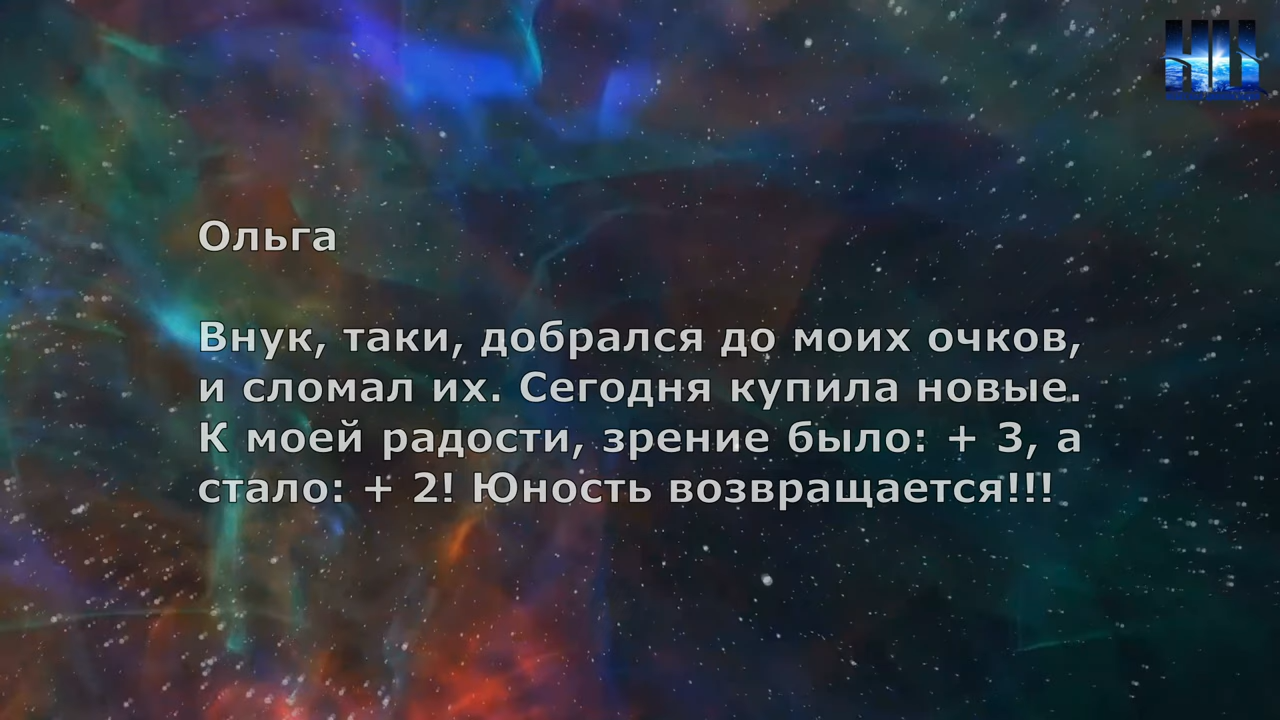 НЦ
Ольга
Внук, таки, добрался до моих очков,
и сломал их. Сегодня купила новые.
К моей радости, зрение было: + 3, а
стало: + 2! Юность возвращается!!!